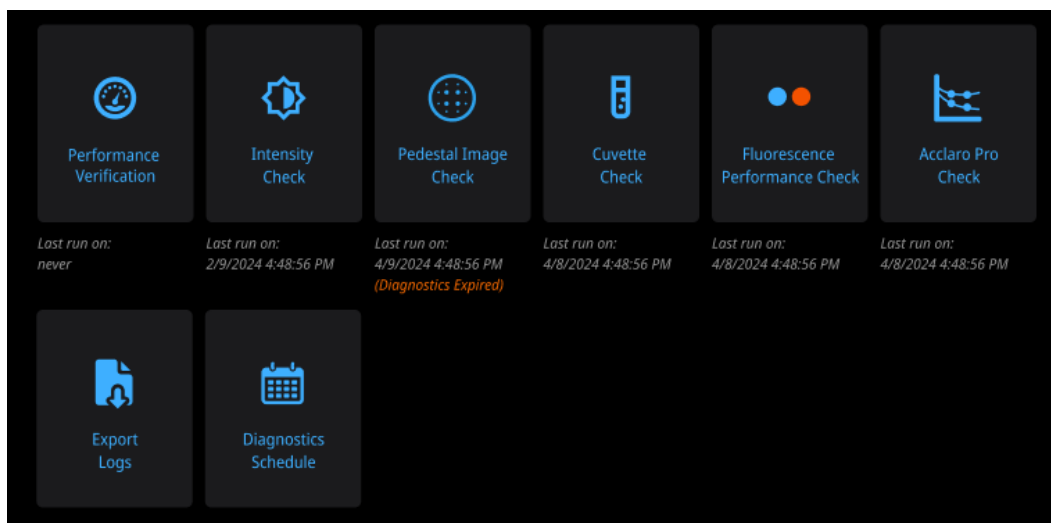 Performance
Verification
Intensity
Check
Pedestal Image
Check
Cuvette
Check
Fluorescence
Performance Check
Acclaro Pro
Check
Last run on:
never
Last run on:
2/9/2024 4:48:56 PM
Last run on:
4/9/2024 4:48:56 PM
(Diagnostics Expired)
Last run on:
4/8/2024 4:48:56 PM
Last run on:
4/8/2024 4:48:56 PM
Last run on:
4/8/2024 4:48:56 PM
Export
Logs
Diagnostics
Schedule